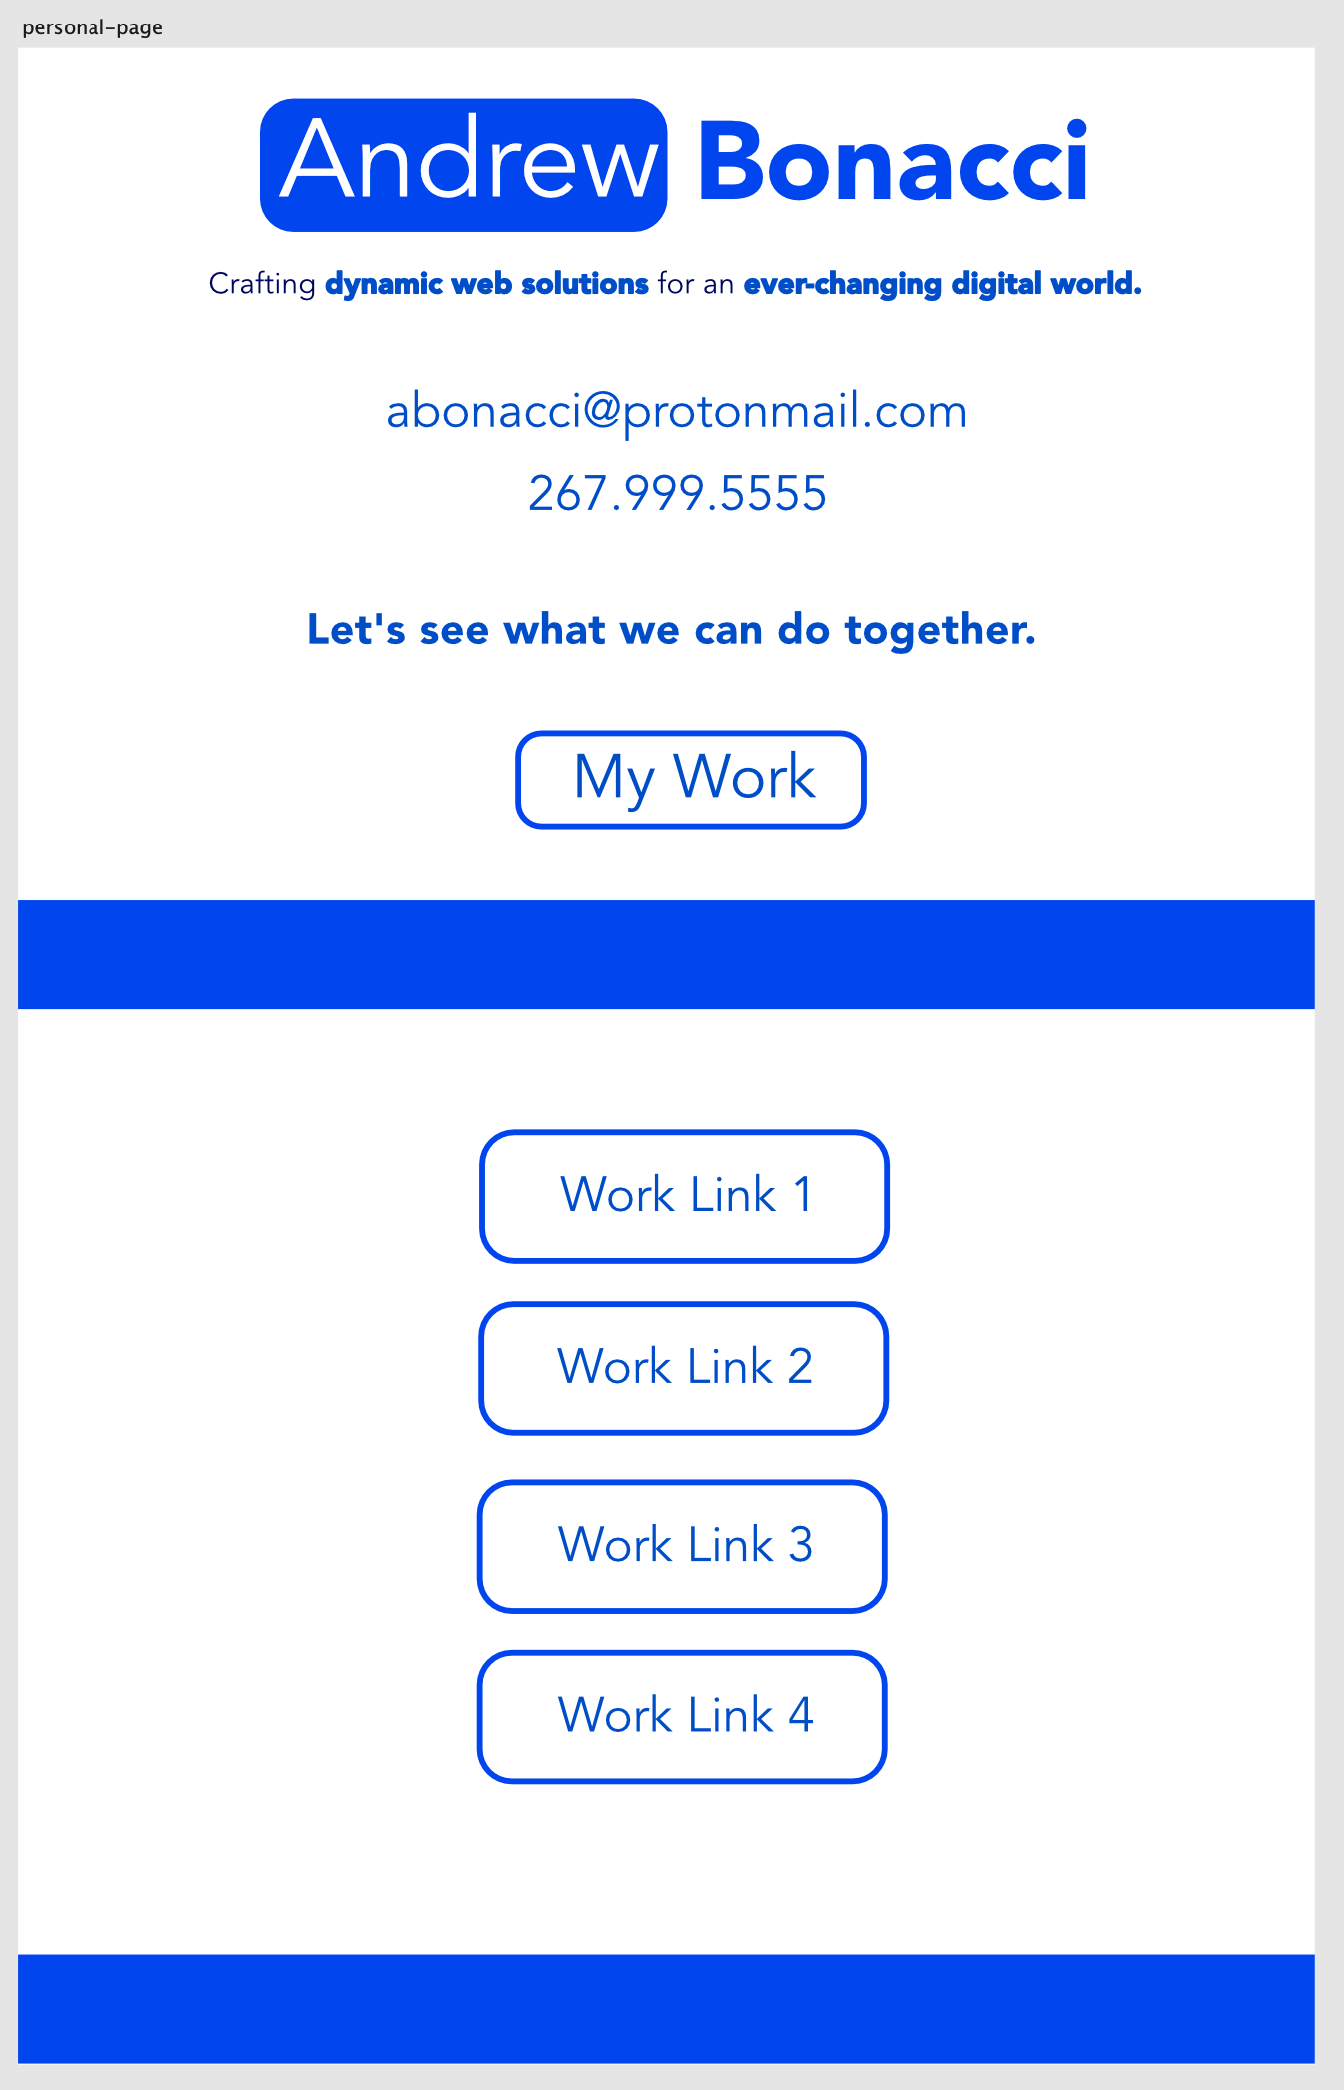 personal-page
Andrew Bonacci
Crafting dynamic web solutions for an ever-changing digital world.
abonacci@protonmail.com
267.999.5555
Let's see what we can do together.
My Work
Work Link 1
Work Link 2
Work Link 3
Work Link 4